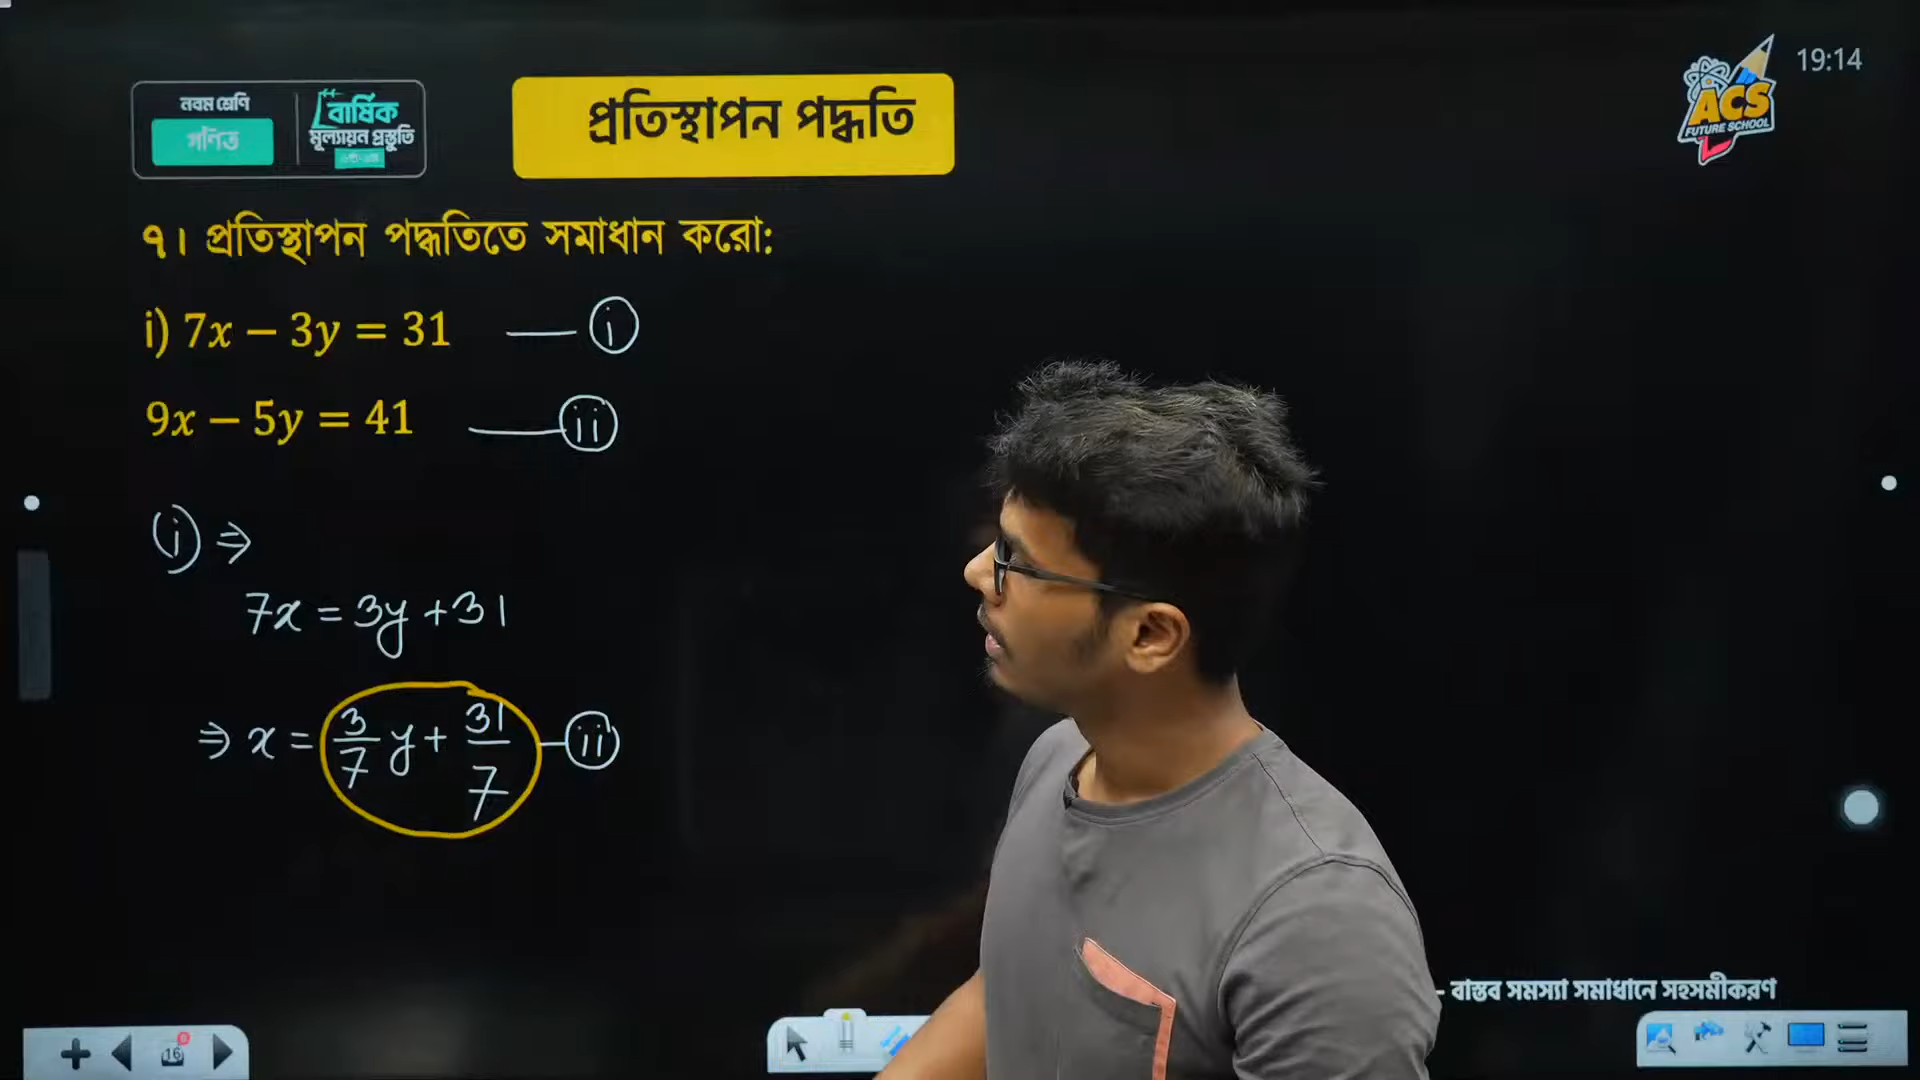 নবম শ্রেণি
গণিত
বার্ষিক
মূল্যায়ন প্রস্তুতি
প্রতিস্থাপন পদ্ধতি
ACS
FUTURE SCHOOL
19:14
৭। প্রতিস্থাপন পদ্ধতিতে সমাধান করো:
i) 7x − 3y = 31 — i
9x − 5y = 41 — ii
i ⇒
7x = 3y + 31
⇒ x = 3/7 y + 31/7 — ii
- বাস্তব সমস্যা সমাধানে সহসমীকরণ
16